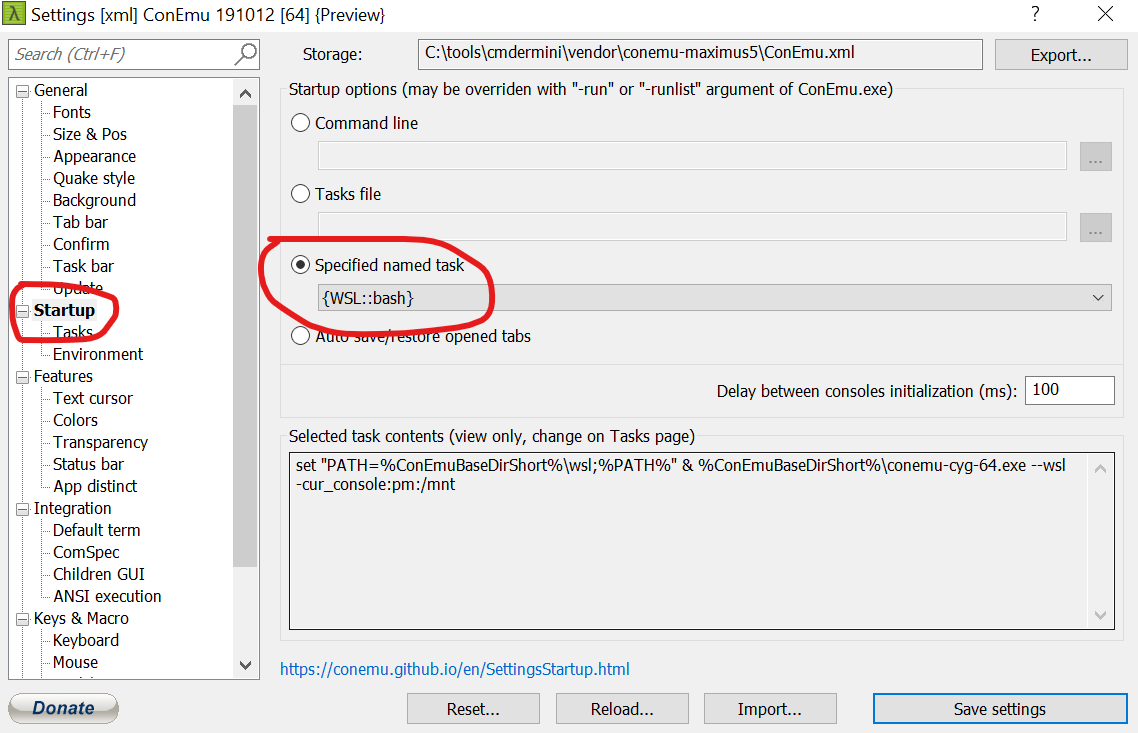 Settings [xml] ConEmu 191012 [64] {Preview}
?
Search (Ctrl+F)
Storage:
C:\tools\cmdermini\vendor\conemu-maximus5\ConEmu.xml
Export...
General
Fonts
Size & Pos
Appearance
Quake style
Background
Tab bar
Confirm
Task bar
Update
Startup
Tasks
Environment
Features
Text cursor
Colors
Transparency
Status bar
App distinct
Integration
Default term
ComSpec
Children GUI
ANSI execution
Keys & Macro
Keyboard
Mouse
Startup options (may be overriden with "-run" or "-runlist" argument of ConEmu.exe)
Command line
...
Tasks file
...
Specified named task
{WSL::bash}
Auto save/restore opened tabs
Delay between consoles initialization (ms):
100
Selected task contents (view only, change on Tasks page)
set "PATH=%ConEmuBaseDirShort%\wsl;%PATH%" & %ConEmuBaseDirShort%\conemu-cyg-64.exe --wsl
-cur_console:pm:/mnt
https://conemu.github.io/en/SettingsStartup.html
Donate
Reset...
Reload...
Import...
Save settings